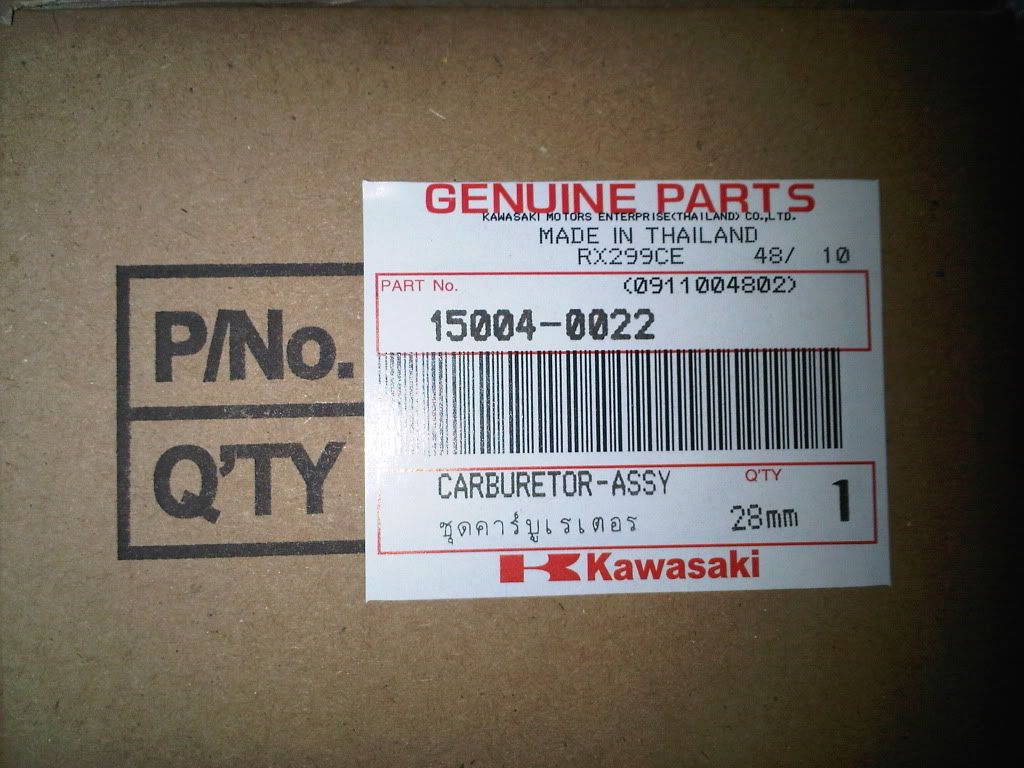 GENUINE PARTS
KAWASAKI MOTORS ENTERPRISE(THAILAND) CO.,LTD.
MADE IN THAILAND
RX299CE 48/ 10
PART No. (0911004802)
15004-0022
P/No.
Q'TY
CARBURETOR-ASSY Q'TY
ชุดคาร์บูเรเตอร 28mm 1
Kawasaki